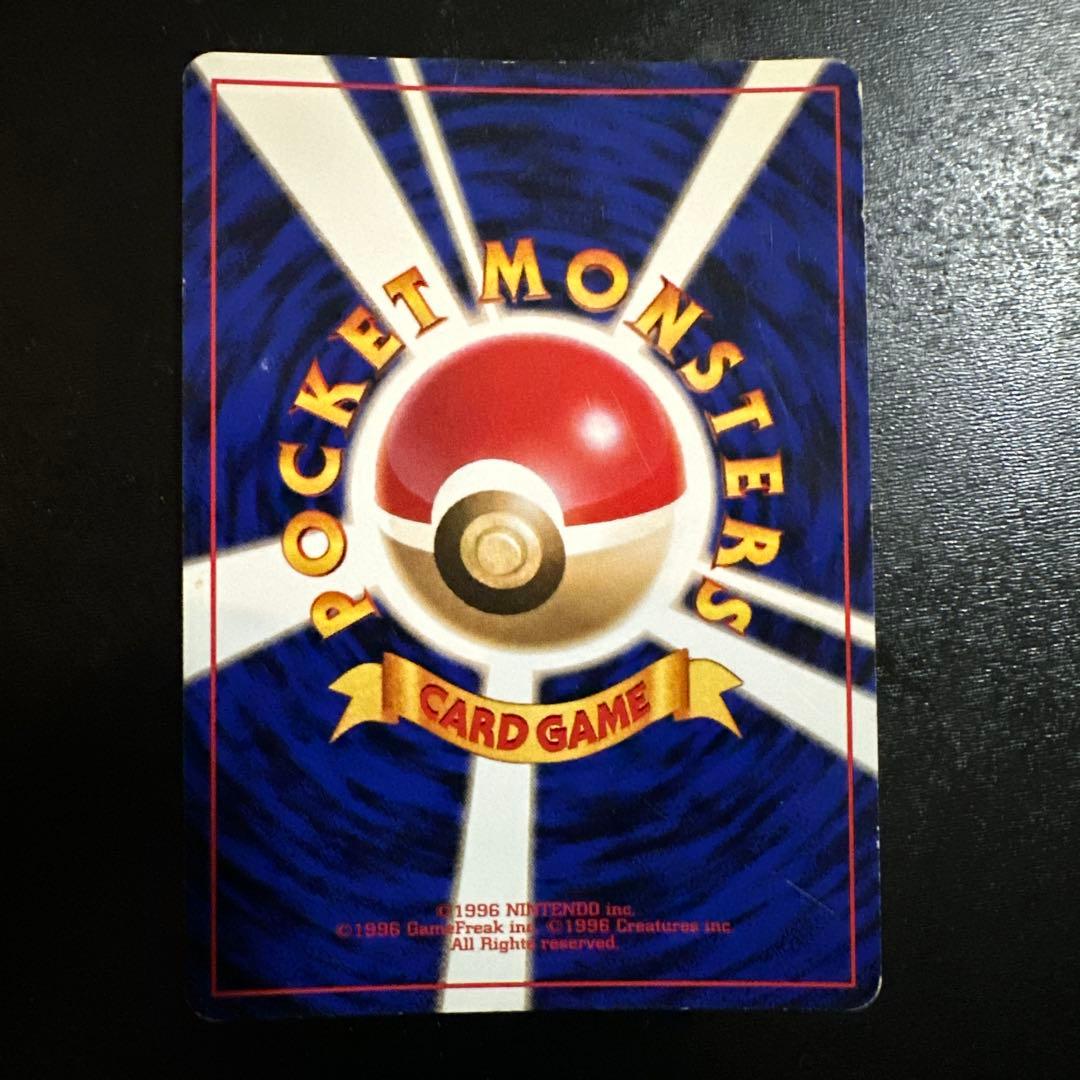 POCKET MONSTERS
CARD GAME
©1996 NINTENDO inc.
©1996 GameFreak inc. ©1996 Creatures inc.
All Rights reserved.